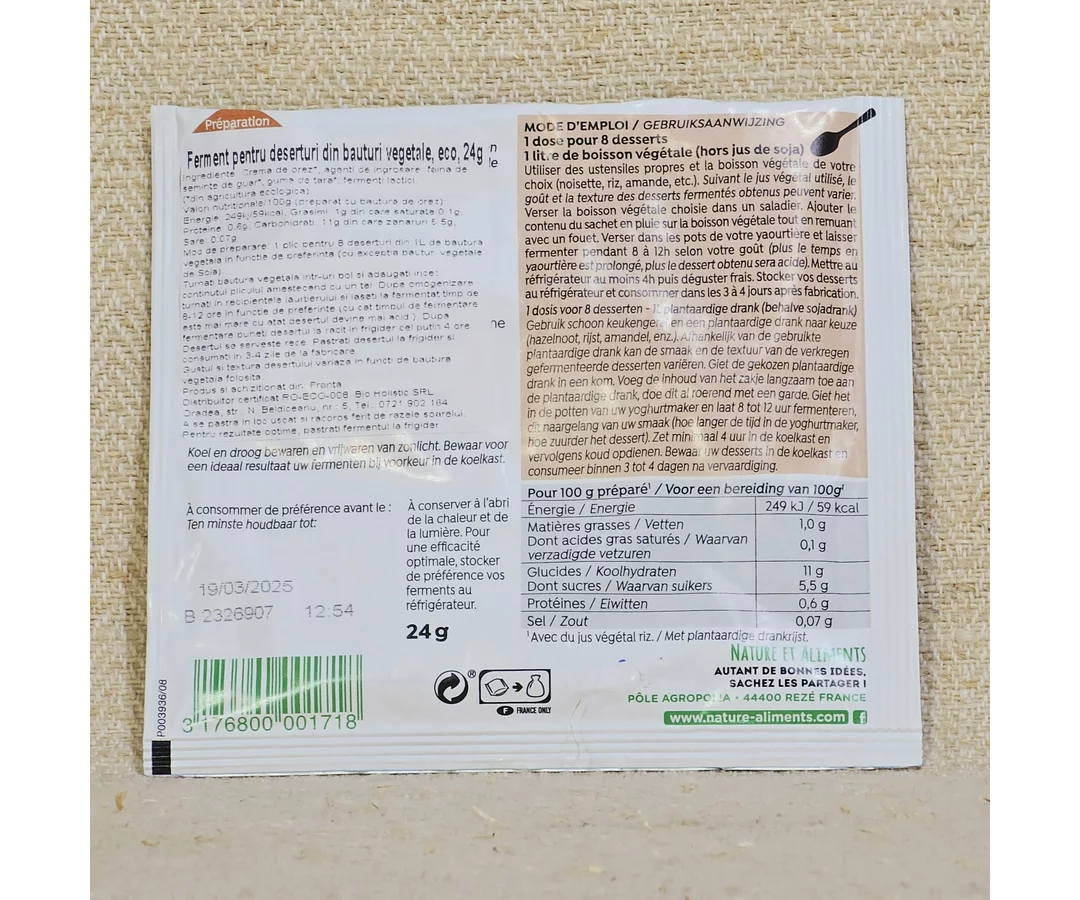 Préparation
Ferment pentru deserturi din bauturi vegetale, eco, 24g
Ingrediente: Crema de orez*, agenti de ingrosare: faina de
seminte de guar*, guma de tara*, fermenti lactici.
(*din agricultura ecologica)
Valori nutritionale/100g (preparat cu bautura de orez)
Energie: 249kj/59kcal, Grasimi: 1g din care saturate 0.1g,
Proteine: 0,6g, Carbohidrati: 11g din care zaharuri 5.5g,
Sare: 0.07g
Mod de preparare: 1 plic pentru 8 deserturi din 1L de bautura
vegetala in functie de preferinta (cu exceptia bauturi vegetale
de Soia)
Turnati bautura vegetala intr-un bol si adaugati incet
continutul plicului amestecand cu un tel. Dupa omogenizare
turnati in recipientele iaurtierului si lasati la fermentat timp de
8-12 ore in functie de preferinte (cu cat timpul de fermentare
este mai mare cu atat desertul devine mai acid ). Dupa
fermentare puneti desertul la racit in frigider cel putin 4 ore.
Desertul se serveste rece. Pastrati desertul la frigider si
consumati in 3-4 zile de la fabricare.
Gustul si textura desertului variaza in functi de bautura
vegetala folosita
Produs si achizitionat din: Franta
Distribuitor certificat RO-ECO-008: Bio Holistic SRL
Oradea, str. N. Beldiceanu, nr. 5, Tel.: 0721 902 184
A se pastra in loc uscat si racoros ferit de razele soarelui.
Pentru rezultate optime, pastrati fermentul la frigider
Koel en droog bewaren en vrijwaren van zonlicht. Bewaar voor
een ideaal resultaat uw fermenten bij voorkeur in de koelkast.
À consommer de préférence avant le :
Ten minste houdbaar tot:
19/03/2025
B 2326907 12:54
À conserver à l'abri
de la chaleur et de
la lumière. Pour
une efficacité
optimale, stocker
de préférence vos
ferments au
réfrigérateur.
24 g
P003936/08
3 176800 001718
FRANCE ONLY
MODE D'EMPLOI / GEBRUIKSAANWIJZING
1 dose pour 8 desserts
1 litre de boisson végétale (hors jus de soja)
Utiliser des ustensiles propres et la boisson végétale de votre
choix (noisette, riz, amande, etc.). Suivant le jus végétal utilisé, le
goût et la texture des desserts fermentés obtenus peuvent varier.
Verser la boisson végétale choisie dans un saladier. Ajouter le
contenu du sachet en pluie sur la boisson végétale tout en remuant
avec un fouet. Verser dans les pots de votre yaourtière et laisser
fermenter pendant 8 à 12h selon votre goût (plus le temps en
yaourtière est prolongé, plus le dessert obtenu sera acide). Mettre au
réfrigérateur au moins 4h puis déguster frais. Stocker vos desserts
au réfrigérateur et consommer dans les 3 à 4 jours après fabrication.
1 dosis voor 8 desserten - 1L plantaardige drank (behalve sojadrank)
Gebruik schoon keukengerei en een plantaardige drank naar keuze
(hazelnoot, rijst, amandel, enz.). Afhankelijk van de gebruikte
plantaardige drank kan de smaak en de textuur van de verkregen
gefermenteerde desserten variëren. Giet de gekozen plantaardige
drank in een kom. Voeg de inhoud van het zakje langzaam toe aan
de plantaardige drank, doe dit al roerend met een garde. Giet het
in de potten van uw yoghurtmaker en laat 8 tot 12 uur fermenteren,
dit naargelang van uw smaak (hoe langer de tijd in de yoghurtmaker,
hoe zuurder het dessert). Zet minimaal 4 uur in de koelkast en
vervolgens koud opdienen. Bewaar uw desserts in de koelkast en
consumeer binnen 3 tot 4 dagen na vervaardiging.
Pour 100 g préparé¹ / Voor een bereiding van 100g¹
Énergie / Energie 249 kJ / 59 kcal
Matières grasses / Vetten 1,0 g
Dont acides gras saturés / Waarvan
verzadigde vetzuren 0,1 g
Glucides / Koolhydraten 11 g
Dont sucres / Waarvan suikers 5,5 g
Protéines / Eiwitten 0,6 g
Sel / Zout 0,07 g
¹Avec du jus végétal riz. / Met plantaardige drankrijst.
NATURE ET ALIMENTS
AUTANT DE BONNES IDÉES,
SACHEZ LES PARTAGER !
PÔLE AGROPOLIA • 44400 REZÉ FRANCE
www.nature-aliments.com